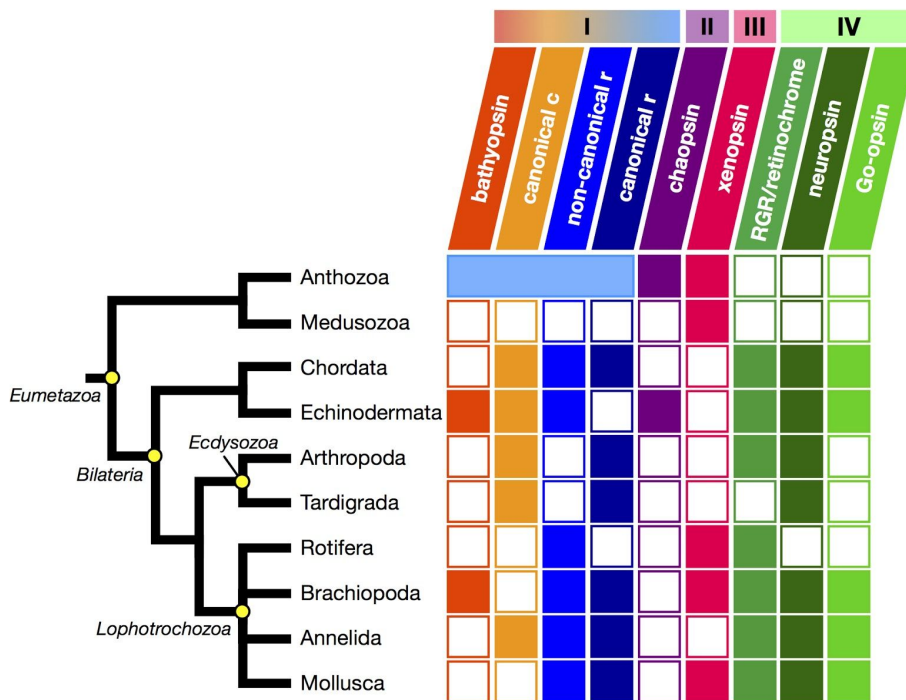 I II III IV
bathyopsin
canonical c
non-canonical r
canonical r
chaopsin
xenopsin
RGR/retinochrome
neuropsin
Go-opsin
Anthozoa
Medusozoa
Chordata
Eumetazoa
Echinodermata
Ecdysozoa
Arthropoda
Bilateria
Tardigrada
Rotifera
Brachiopoda
Lophotrochozoa
Annelida
Mollusca